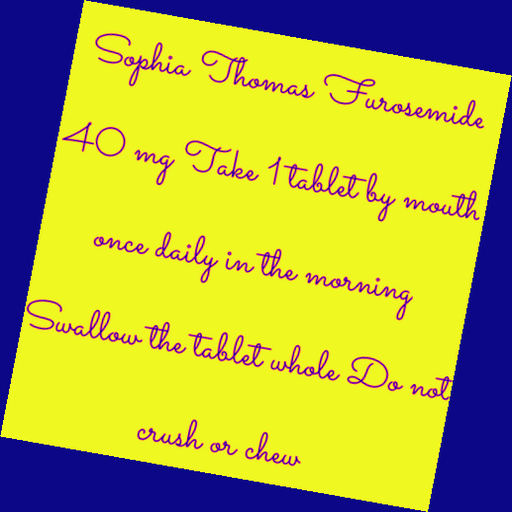 Sophia Thomas Furosemide
40 mg Take 1 tablet by mouth
once daily in the morning
Swallow the tablet whole Do not
crush or chew